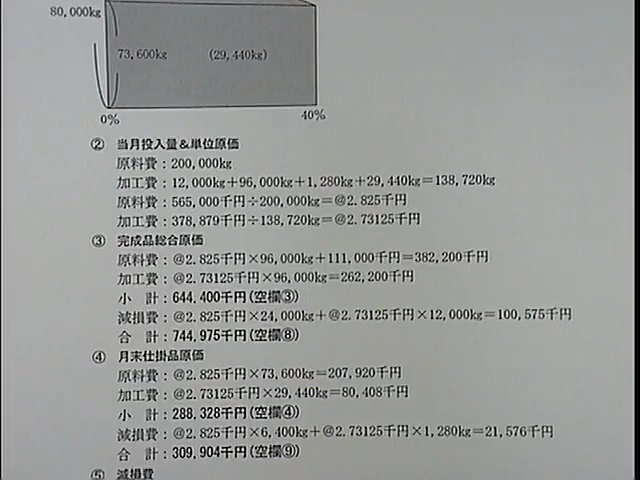 80,000kg
73,600kg (29,440kg)
0% 40%
② 当月投入量&単位原価
原料費：200,000kg
加工費：12,000kg＋96,000kg＋1,280kg＋29,440kg＝138,720kg
原料費：565,000千円÷200,000kg＝@2.825千円
加工費：378,879千円÷138,720kg＝@2.73125千円
③ 完成品総合原価
原料費：@2.825千円×96,000kg＋111,000千円＝382,200千円
加工費：@2.73125千円×96,000kg＝262,200千円
小 計：644,400千円(空欄③)
減損費：@2.825千円×24,000kg＋@2.73125千円×12,000kg＝100,575千円
合 計：744,975千円(空欄⑧)
④ 月末仕掛品原価
原料費：@2.825千円×73,600kg＝207,920千円
加工費：@2.73125千円×29,440kg＝80,408千円
小 計：288,328千円(空欄④)
減損費：@2.825千円×6,400kg＋@2.73125千円×1,280kg＝21,576千円
合 計：309,904千円(空欄⑨)
⑤ 減損費